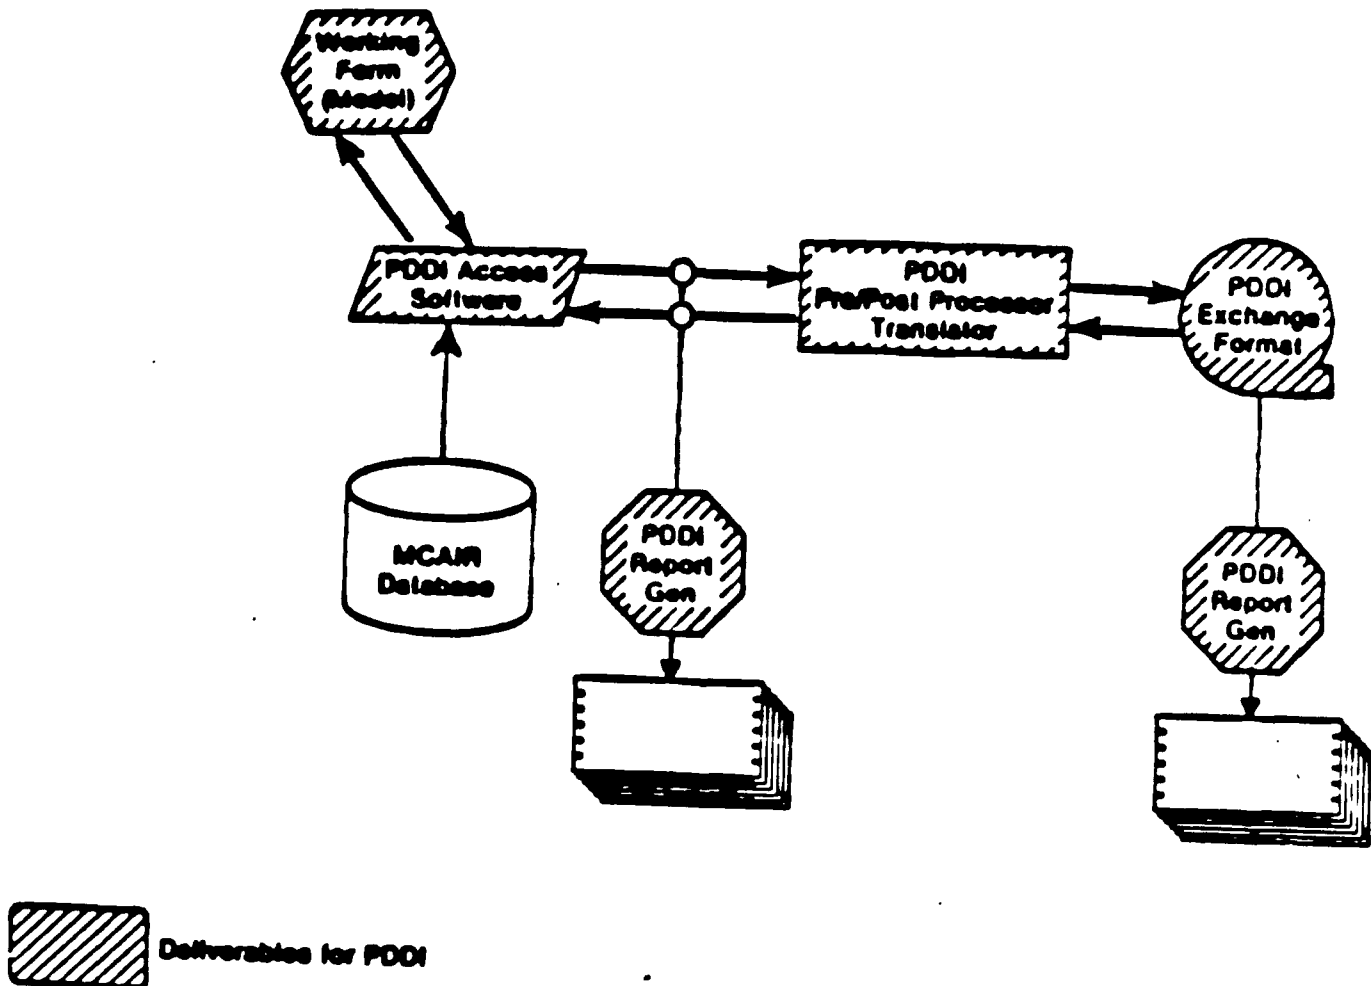 Working
Form
(Model)
PDDI Access
Software
PDDI
Pre/Post Processor
Translator
PDDI
Exchange
Format
MCAIR
Database
PDDI
Report
Gen
PDDI
Report
Gen
Deliverables for PDDI